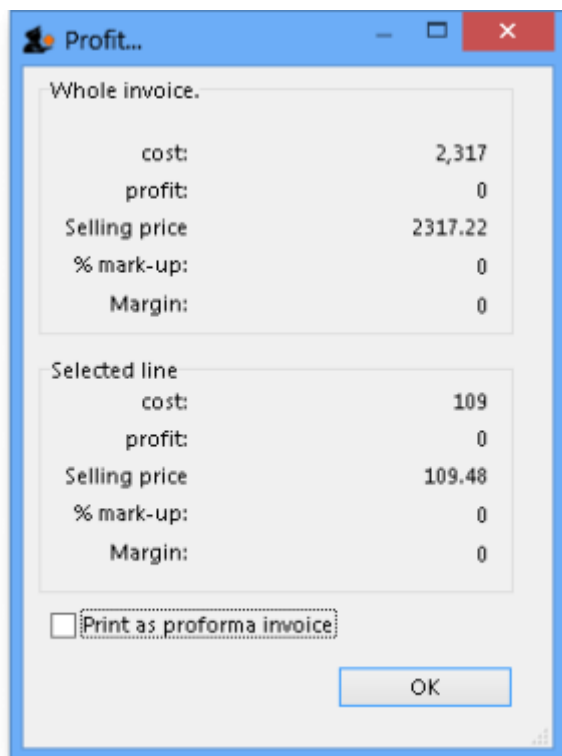 Profit...
Whole invoice.
cost: 2,317
profit: 0
Selling price 2317.22
% mark-up: 0
Margin: 0
Selected line
cost: 109
profit: 0
Selling price 109.48
% mark-up: 0
Margin: 0
Print as proforma invoice
OK